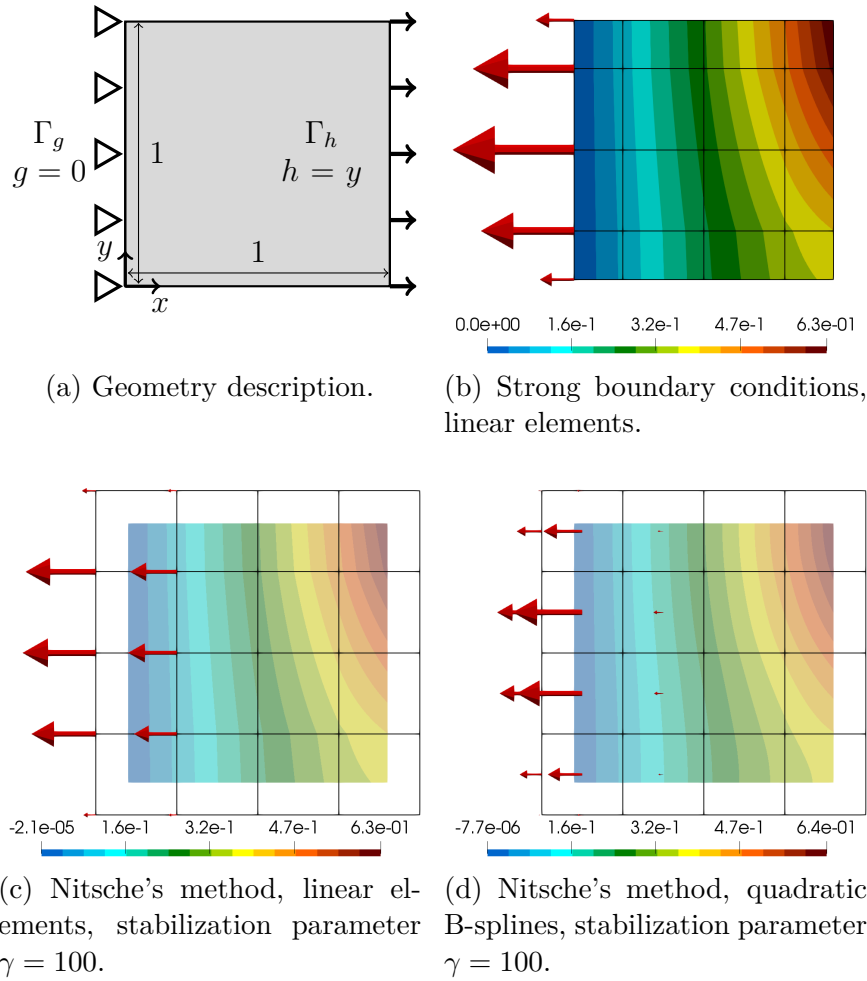 Γ_g
g = 0
1
Γ_h
h = y
y
1
x
(a) Geometry description.
0.0e+00 1.6e-1 3.2e-1 4.7e-1 6.3e-01
(b) Strong boundary conditions,
linear elements.
-2.1e-05 1.6e-1 3.2e-1 4.7e-1 6.3e-01
(c) Nitsche's method, linear el-
ements, stabilization parameter
γ = 100.
-7.7e-06 1.6e-1 3.2e-1 4.7e-1 6.4e-01
(d) Nitsche's method, quadratic
B-splines, stabilization parameter
γ = 100.